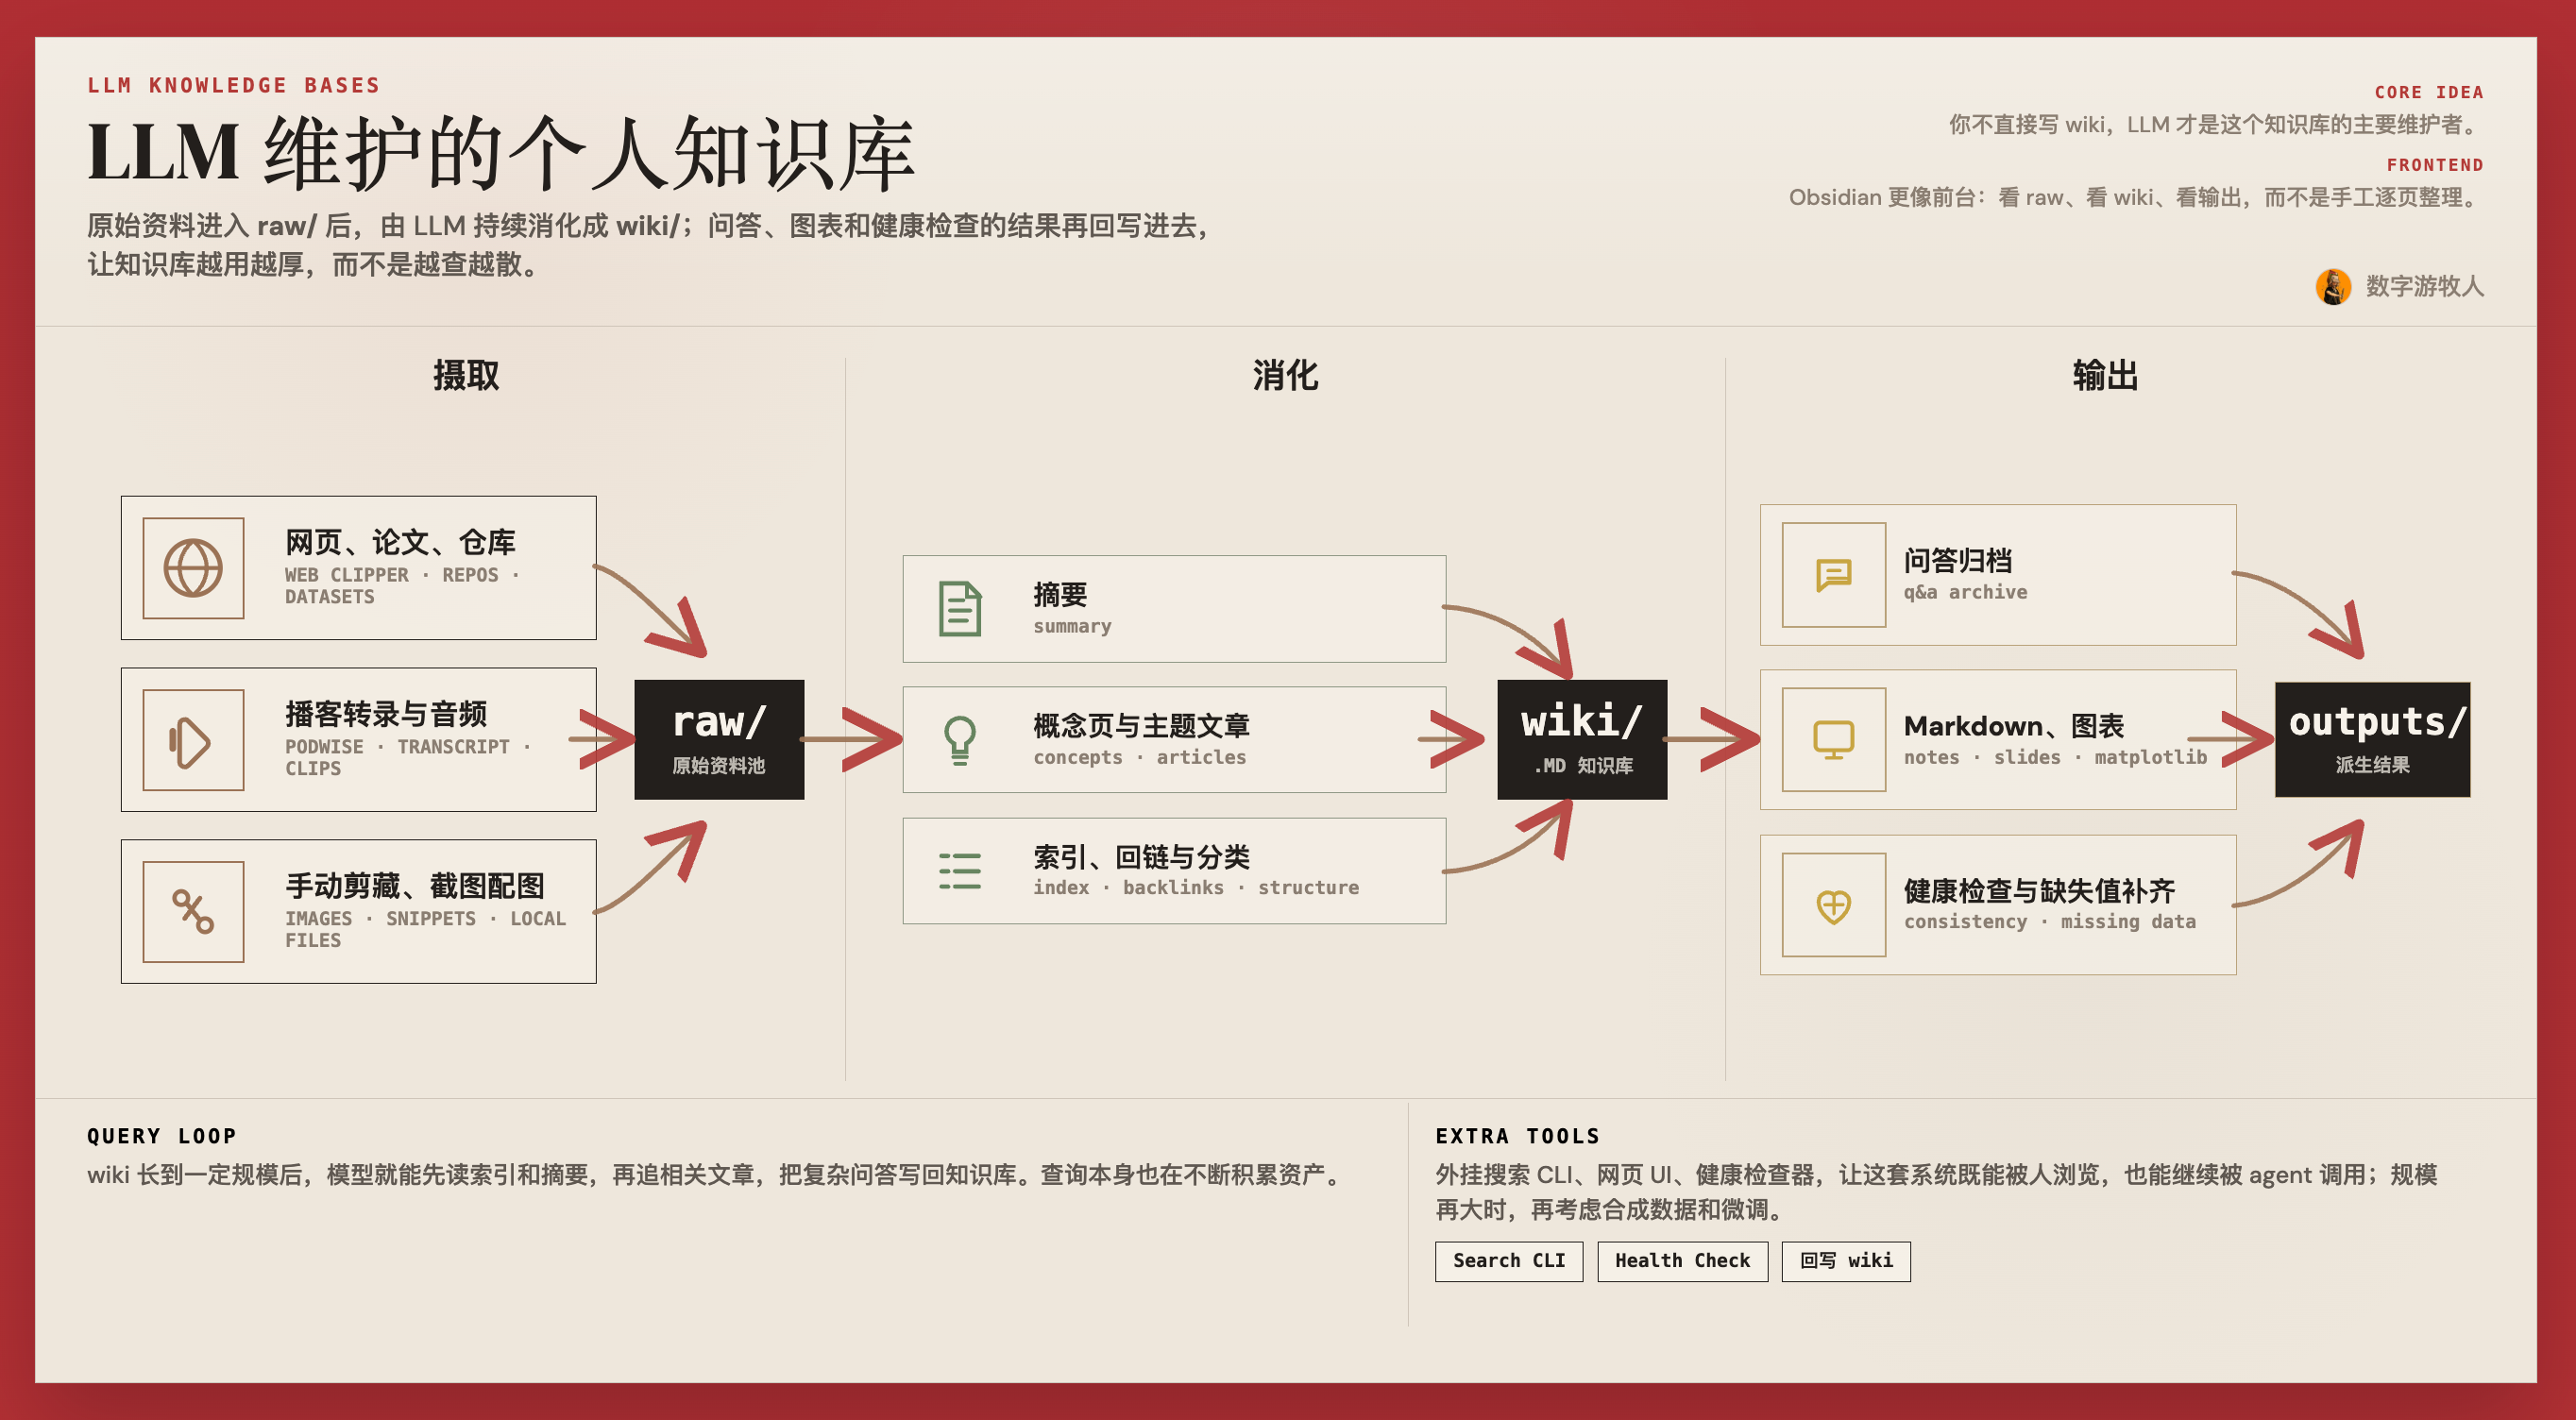 LLM KNOWLEDGE BASES
LLM 维护的个人知识库
原始资料进入 raw/ 后，由 LLM 持续消化成 wiki/；问答、图表和健康检查的结果再回写进去，
让知识库越用越厚，而不是越查越散。
CORE IDEA
你不直接写 wiki，LLM 才是这个知识库的主要维护者。
FRONTEND
Obsidian 更像前台：看 raw、看 wiki、看输出，而不是手工逐页整理。
数字游牧人
摄取
网页、论文、仓库
WEB CLIPPER · REPOS ·
DATASETS
播客转录与音频
PODWISE · TRANSCRIPT ·
CLIPS
手动剪藏、截图配图
IMAGES · SNIPPETS · LOCAL
FILES
raw/
原始资料池
消化
摘要
summary
概念页与主题文章
concepts · articles
索引、回链与分类
index · backlinks · structure
wiki/
.MD 知识库
输出
问答归档
q&a archive
Markdown、图表
notes · slides · matplotlib
健康检查与缺失值补齐
consistency · missing data
outputs/
派生结果
QUERY LOOP
wiki 长到一定规模后，模型就能先读索引和摘要，再追相关文章，把复杂问答写回知识库。查询本身也在不断积累资产。
EXTRA TOOLS
外挂搜索 CLI、网页 UI、健康检查器，让这套系统既能被人浏览，也能继续被 agent 调用；规模
再大时，再考虑合成数据和微调。
Search CLI
Health Check
回写 wiki